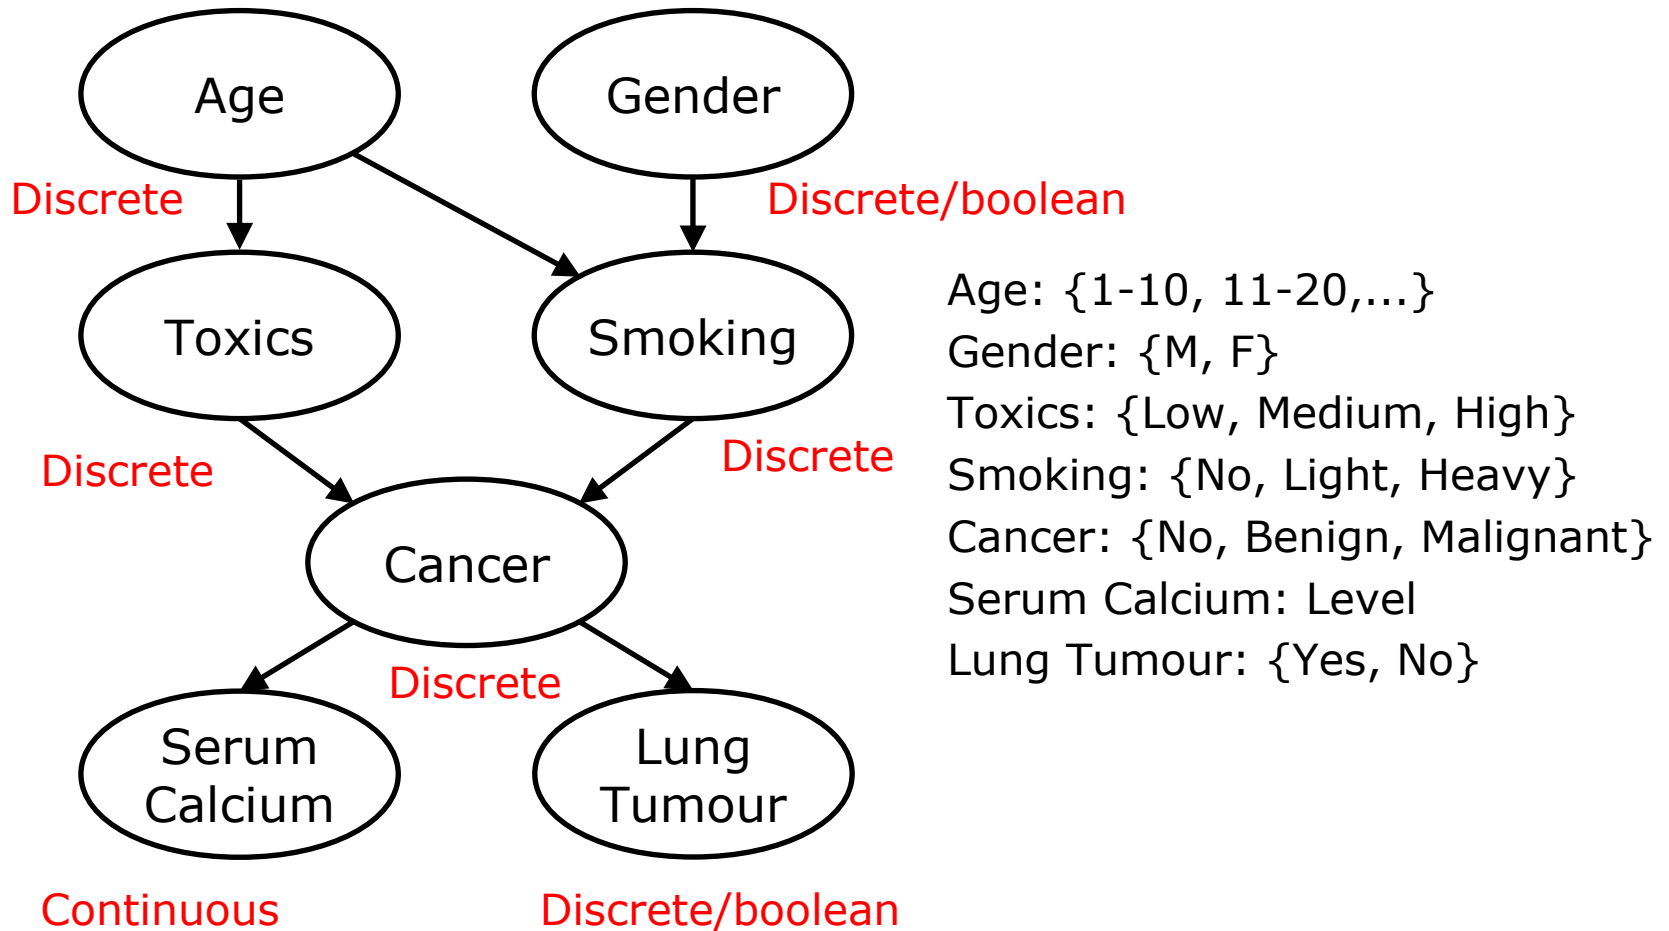 Age
Gender
Discrete
Discrete/boolean
Age: {1-10, 11-20,...}
Toxics
Smoking
Gender: {M, F}
Toxics: {Low, Medium, High}
Discrete
Discrete
Smoking: {No, Light, Heavy}
Cancer
Cancer: {No, Benign, Malignant}
Serum Calcium: Level
Discrete
Lung Tumour: {Yes, No}
Serum
Calcium
Lung
Tumour
Continuous
Discrete/boolean